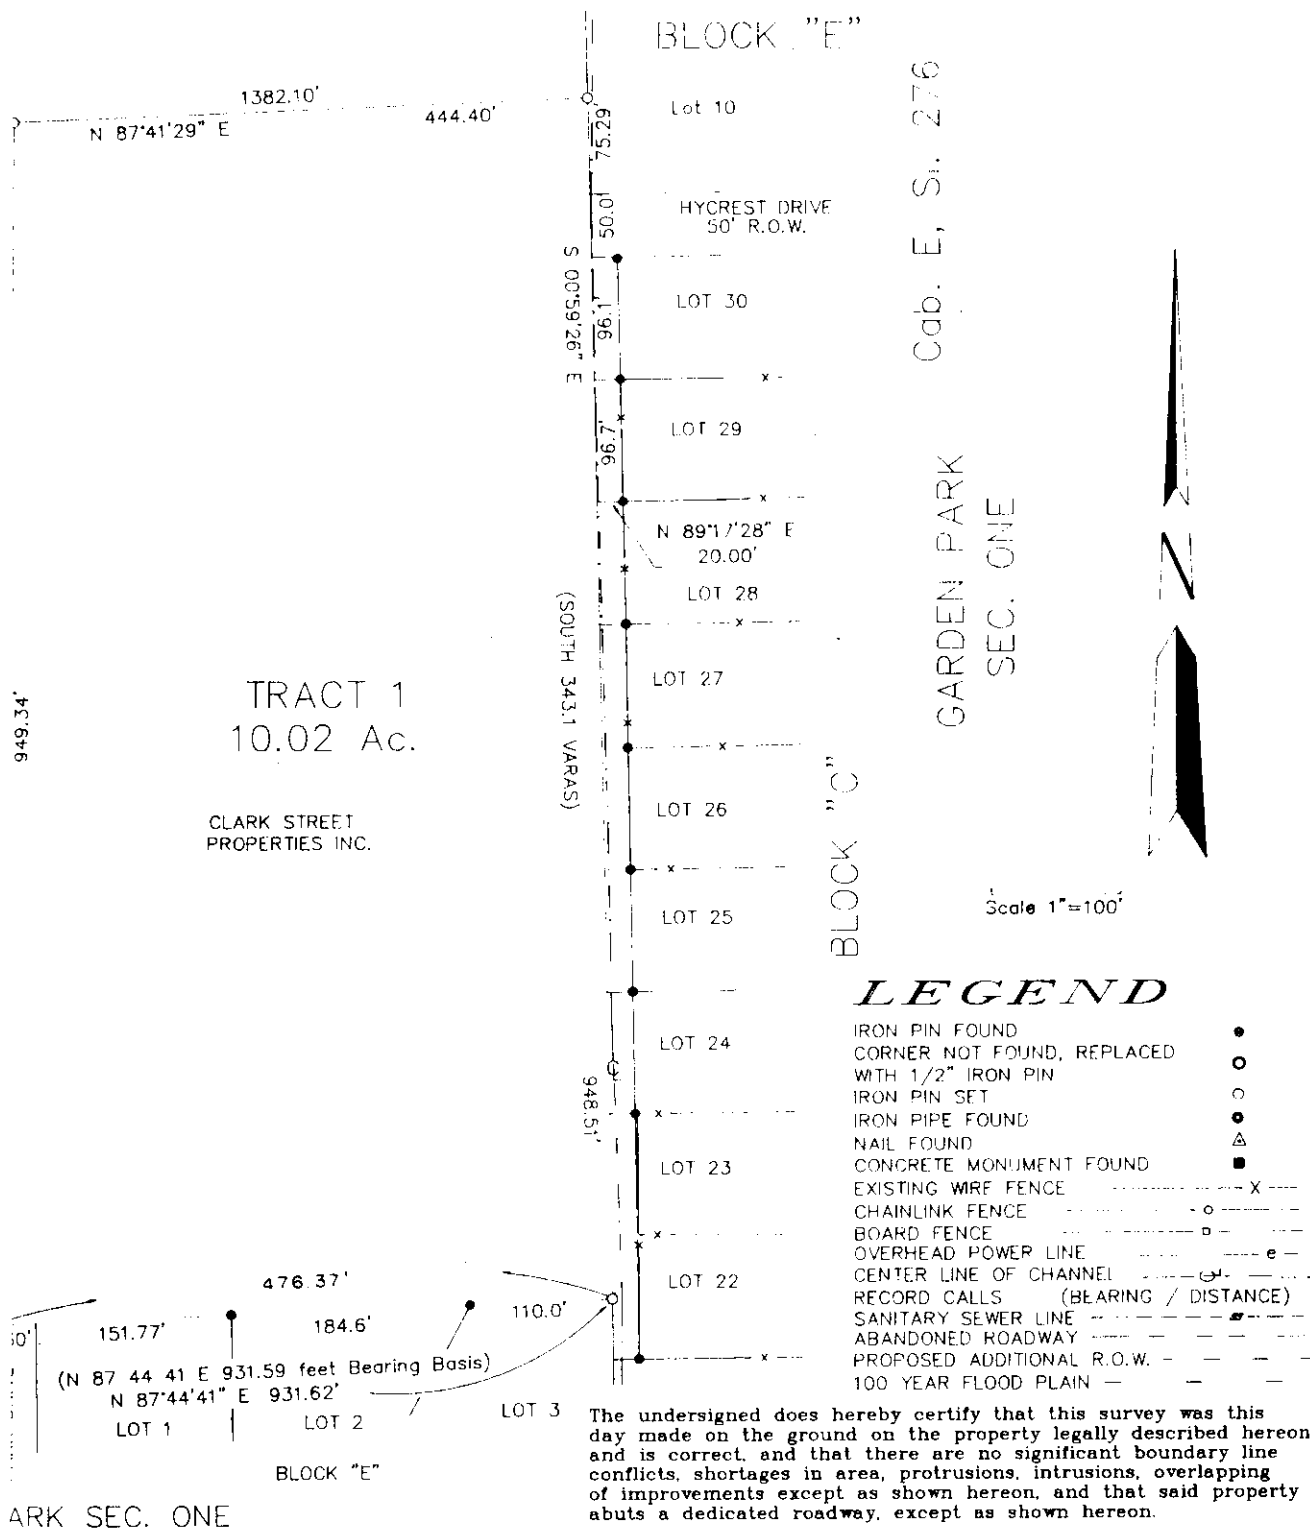 BLOCK "E"
1382.10'
N 87°41'29" E
444.40'
75.29'
Lot 10
Cab. E, Sl. 276
50.0'
HYCREST DRIVE
50' R.O.W.
S 00°59'26" E
96.1'
LOT 30
96.7'
LOT 29
N 89°17'28" E
20.00'
LOT 28
GARDEN PARK
SEC. ONE
N
(SOUTH 343.1 VARAS)
LOT 27
949.34'
TRACT 1
10.02 Ac.
CLARK STREET
PROPERTIES INC.
LOT 26
BLOCK "C"
LOT 25
Scale 1"=100'
LOT 24
948.51'
LOT 23
LOT 22
LEGEND
IRON PIN FOUND
CORNER NOT FOUND, REPLACED
WITH 1/2" IRON PIN
IRON PIN SET
IRON PIPE FOUND
NAIL FOUND
CONCRETE MONUMENT FOUND
EXISTING WIRE FENCE X
CHAINLINK FENCE
BOARD FENCE
OVERHEAD POWER LINE e
CENTER LINE OF CHANNEL
RECORD CALLS (BEARING / DISTANCE)
SANITARY SEWER LINE
ABANDONED ROADWAY
PROPOSED ADDITIONAL R.O.W.
100 YEAR FLOOD PLAIN
476.37'
151.77'
184.6'
110.0'
(N 87 44 41 E 931.59 feet Bearing Basis)
N 87°44'41" E 931.62'
LOT 1
LOT 2
LOT 3
BLOCK "E"
ARK SEC. ONE
The undersigned does hereby certify that this survey was this
day made on the ground on the property legally described hereon
and is correct, and that there are no significant boundary line
conflicts, shortages in area, protrusions, intrusions, overlapping
of improvements except as shown hereon, and that said property
abuts a dedicated roadway, except as shown hereon.